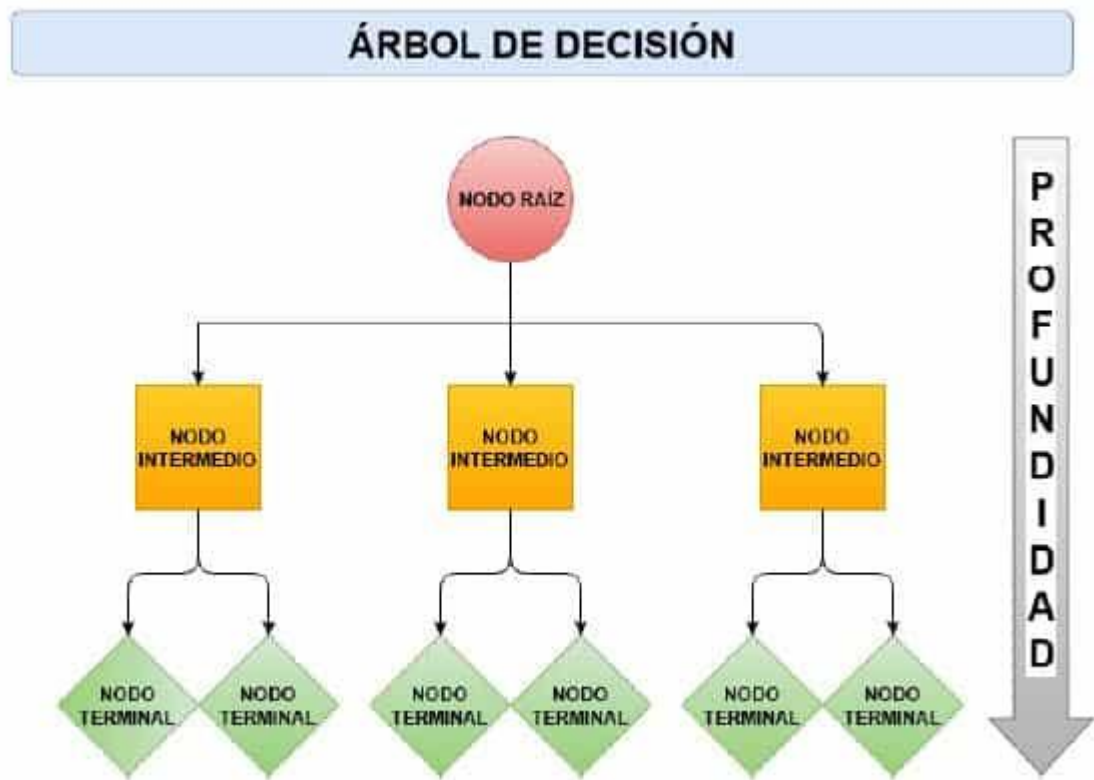 ÁRBOL DE DECISIÓN
NODO RAÍZ
PROFUNDIDAD
NODO
INTERMEDIO
NODO
INTERMEDIO
NODO
INTERMEDIO
NODO
TERMINAL
NODO
TERMINAL
NODO
TERMINAL
NODO
TERMINAL
NODO
TERMINAL
NODO
TERMINAL